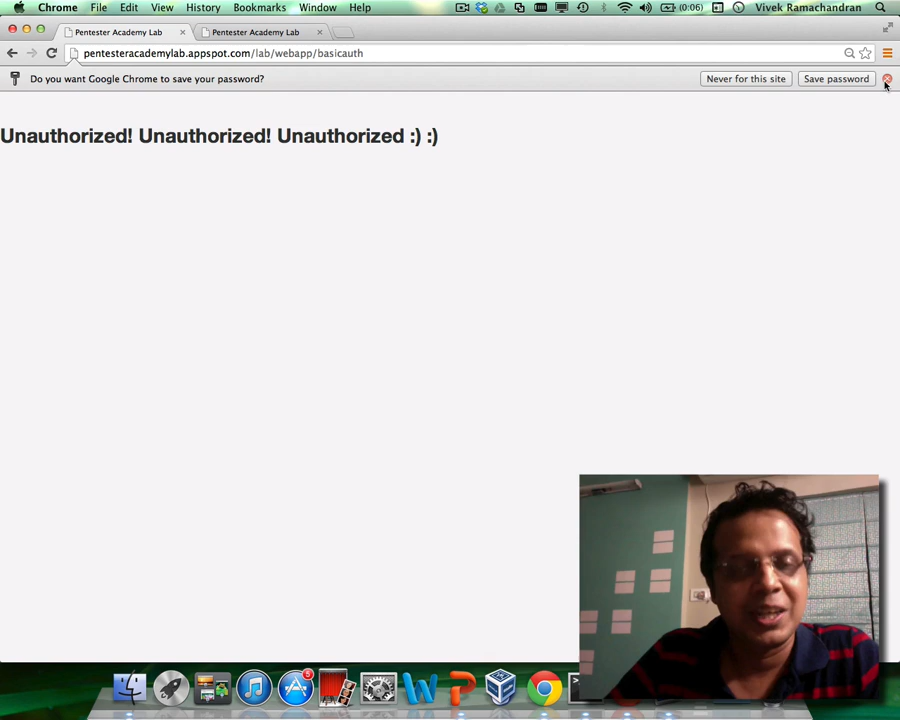 Chrome File Edit View History Bookmarks Window Help (0:06) Vivek Ramachandran
Pentester Academy Lab
Pentester Academy Lab
pentesteracademylab.appspot.com/lab/webapp/basicauth
Do you want Google Chrome to save your password? Never for this site Save password
Unauthorized! Unauthorized! Unauthorized :) :)
5